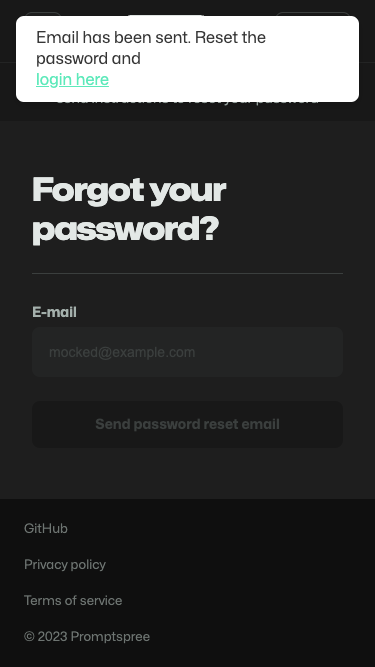 Email has been sent. Reset the
password and
login here
Forgot your
password?
E-mail
mocked@example.com
Send password reset email
GitHub
Privacy policy
Terms of service
© 2023 Promptspree